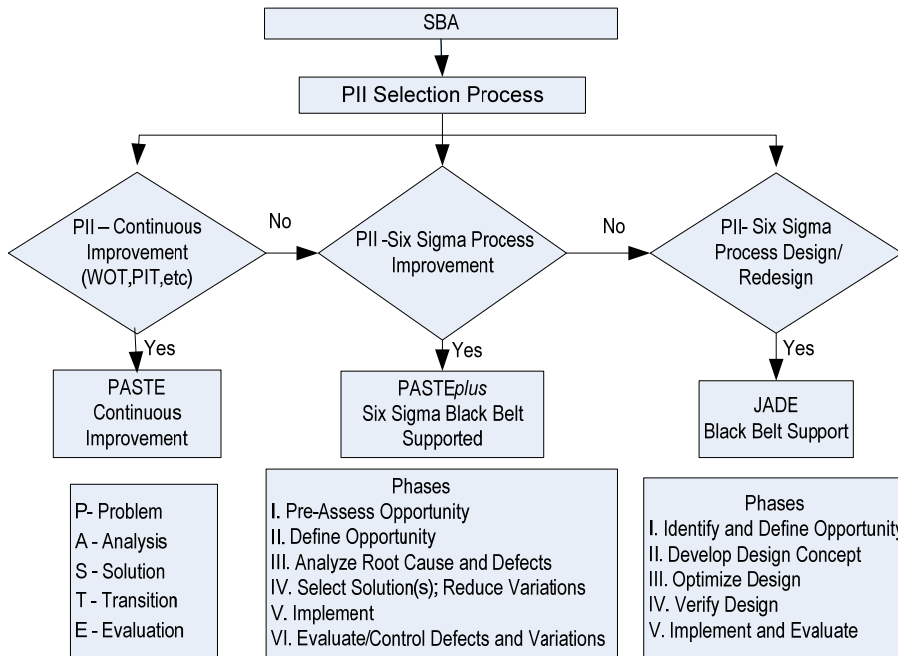 SBA
PII Selection Process
PII – Continuous
Improvement
(WOT,PIT,etc)
No
PII -Six Sigma Process
Improvement
No
PII- Six Sigma
Process Design/
Redesign
Yes
Yes
Yes
PASTE
Continuous
Improvement
PASTEplus
Six Sigma Black Belt
Supported
JADE
Black Belt Support
P- Problem
A - Analysis
S - Solution
T - Transition
E - Evaluation
Phases
I. Pre-Assess Opportunity
II. Define Opportunity
III. Analyze Root Cause and Defects
IV. Select Solution(s); Reduce Variations
V. Implement
VI. Evaluate/Control Defects and Variations
Phases
I. Identify and Define Opportunity
II. Develop Design Concept
III. Optimize Design
IV. Verify Design
V. Implement and Evaluate